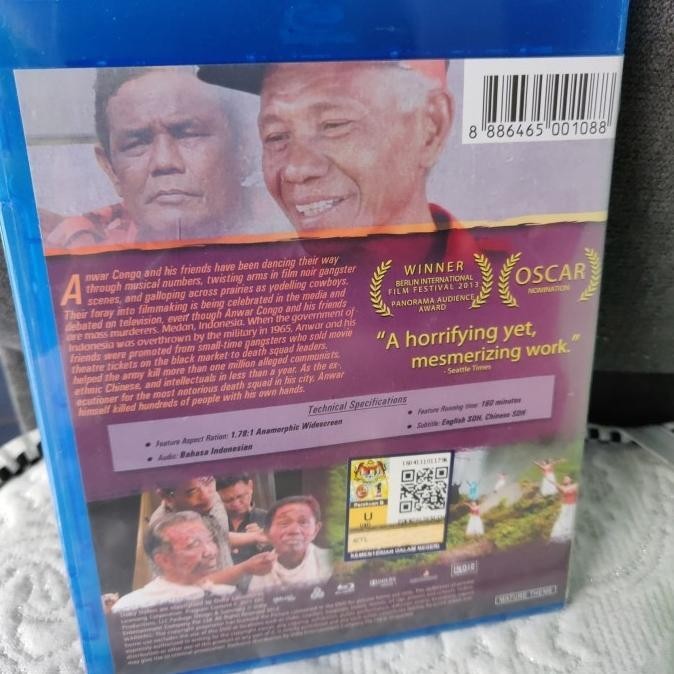 8 886465 001088
Anwar Congo and his friends have been dancing their way
through musical numbers, twisting arms in film noir gangster
scenes, and galloping across prairies as yodelling cowboys.
Their foray into filmmaking is being celebrated in the media and
debated on television, even though Anwar Congo and his friends
are mass murderers. Medan, Indonesia. When the government of
Indonesia was overthrown by the military in 1965, Anwar and his
friends were promoted from small-time gangsters who sold movie
theatre tickets on the black market to death squad leaders.
helped the army kill more than one million alleged communists,
ethnic Chinese, and intellectuals in less than a year. As the ex-
ecutioner for the most notorious death squad in his city, Anwar
himself killed hundreds of people with his own hands.
WINNER
BERLIN INTERNATIONAL
FILM FESTIVAL 2013
PANORAMA AUDIENCE
AWARD
OSCAR
NOMINATION
"A horrifying yet,
mesmerizing work."
- Seattle Times
Technical Specifications
• Feature Aspect Ration: 1.78:1 Anamorphic Widescreen
• Audio: Bahasa Indonesian
• Feature Running time: 160 minutes
• Subtitle: English SDH, Chinese SDH
U
KEMENTERIAN DALAM NEGERI
MATURE THEME